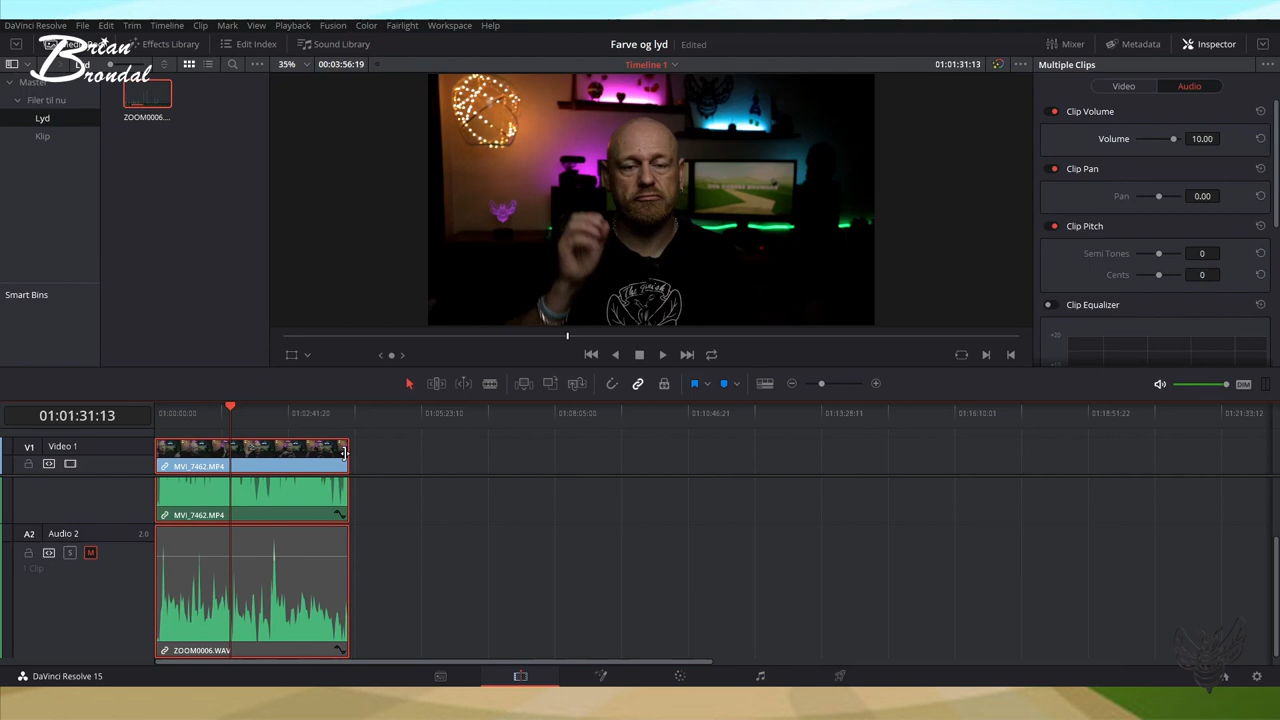 DaVinci Resolve File Edit Trim Timeline Clip Mark View Playback Fusion Color Fairlight Workspace Help
Brian
Brondal
Effects Library Edit Index Sound Library Farve og lyd Edited Mixer Metadata Inspector
35% 00:03:56:19 Timeline 1 01:01:31:13 Multiple Clips
Master
Filer til nu
Lyd
Klip
Smart Bins
ZOOM0006....
The Finish
Video Audio
Clip Volume
Volume 10.00
Clip Pan
Pan 0.00
Clip Pitch
Semi Tones 0
Cents 0
Clip Equalizer
+20
DIM
01:01:31:13 01:00:00:00 01:02:41:20 01:05:23:10 01:08:05:00 01:10:46:21 01:13:28:11 01:16:10:01 01:18:51:22 01:21:33:12
V1 Video 1
MVI_7462.MP4
MVI_7462.MP4
A2 Audio 2 2.0
S M
1 Clip
ZOOM0006.WAV
DaVinci Resolve 15